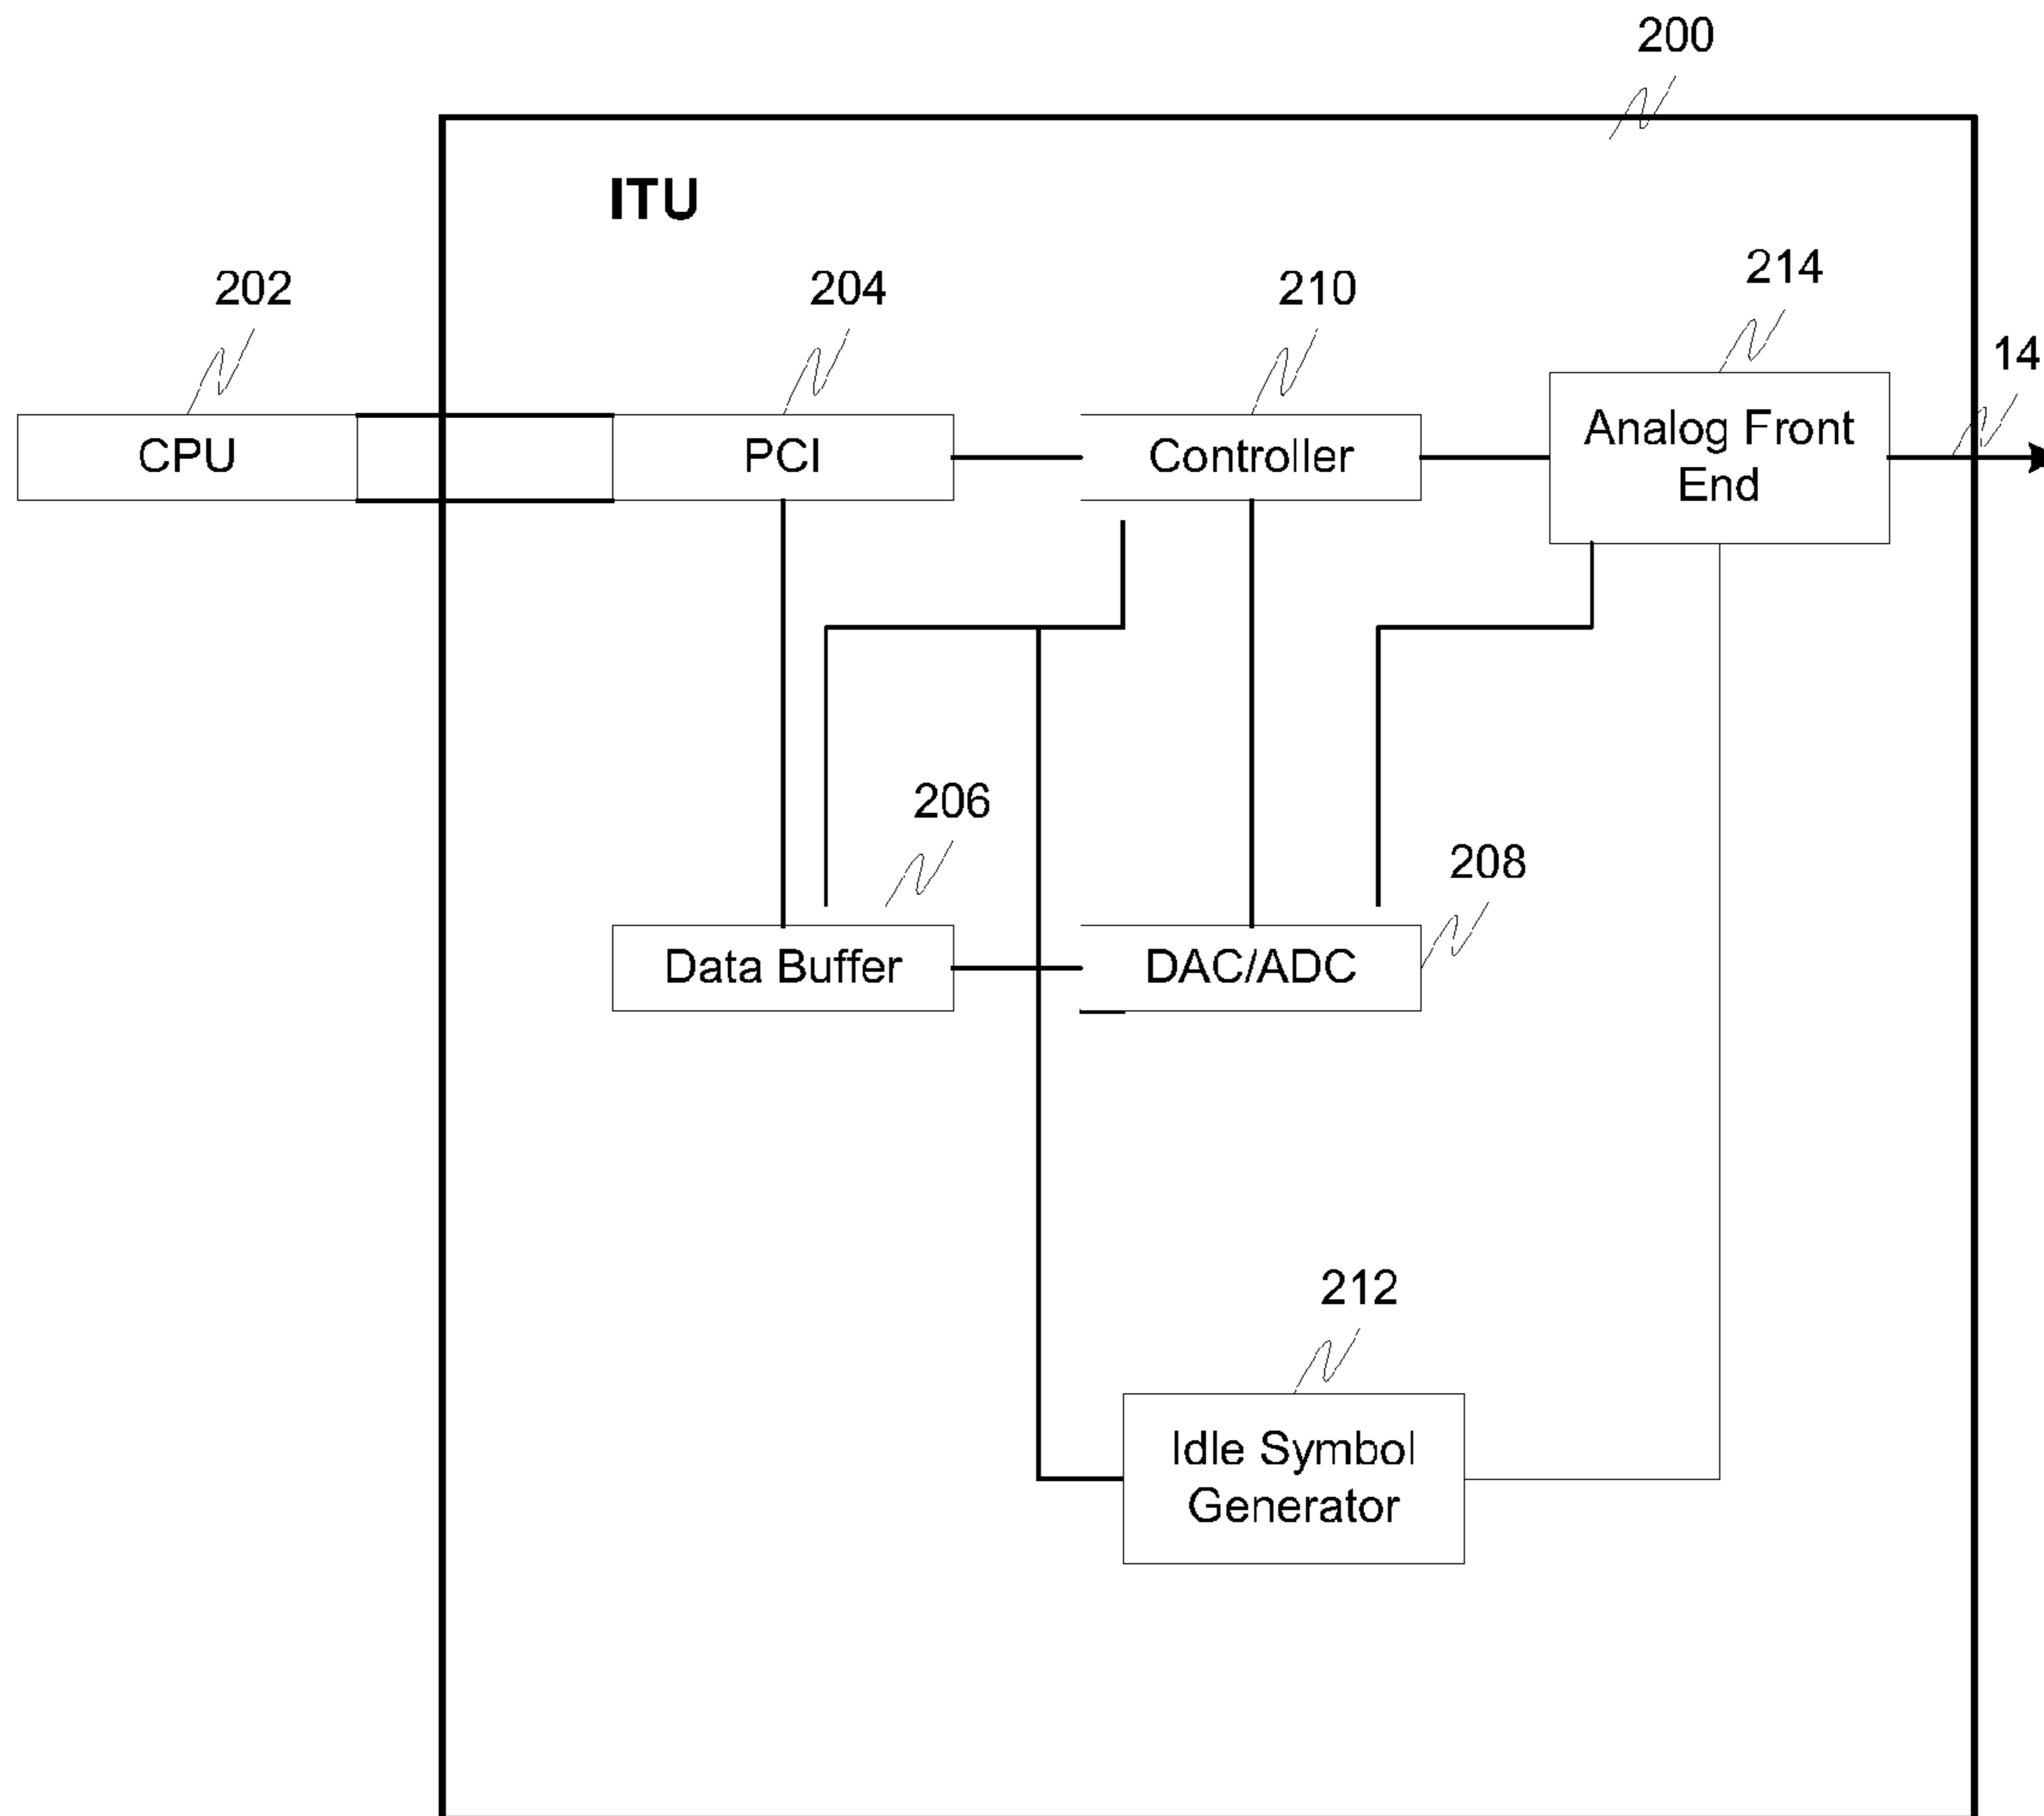 200
ITU
202
204
210
214
14
CPU
PCI
Controller
Analog Front
End
206
208
Data Buffer
DAC/ADC
212
Idle Symbol
Generator